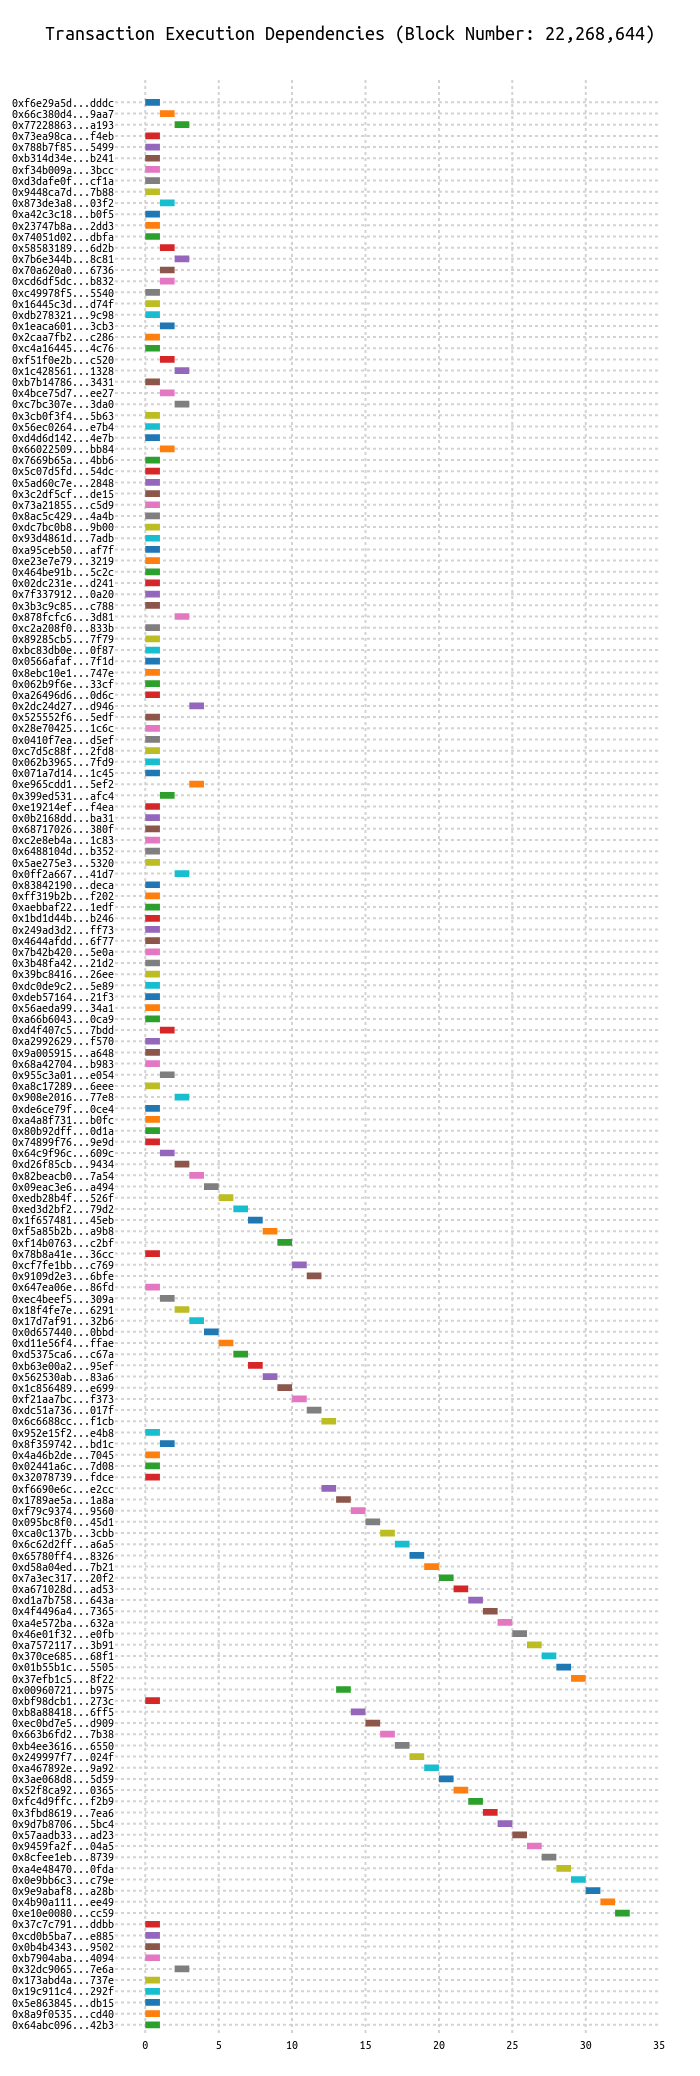 Transaction Execution Dependencies (Block Number: 22,268,644)
0xf6e29a5d...dddc
0x66c380d4...9aa7
0x77228863...a193
0x73ea98ca...f4eb
0x788b7f85...5499
0xb314d34e...b241
0xf34b009a...3bcc
0xd3dafe0f...cf1a
0x9448ca7d...7b88
0x873de3a8...03f2
0xa42c3c18...b0f5
0x23747b8a...2dd3
0x74051d02...dbfa
0x58583189...6d2b
0x7b6e344b...8c81
0x70a620a0...6736
0xcd6df5dc...b832
0xc49978f5...5540
0x16445c3d...d74f
0xdb278321...9c98
0x1eaca601...3cb3
0x2caa7fb2...c286
0xc4a16445...4c76
0xf51f0e2b...c520
0x1c428561...1328
0xb7b14786...3431
0x4bce75d7...ee27
0xc7bc307e...3da0
0x3cb0f3f4...5b63
0x56ec0264...e7b4
0xd4d6d142...4e7b
0x66022509...bb84
0x7669b65a...4bb6
0x5c07d5fd...54dc
0x5ad60c7e...2848
0x3c2df5cf...de15
0x73a21855...c5d9
0x8ac5c429...4a4b
0xdc7bc0b8...9b00
0x93d4861d...7adb
0xa95ceb50...af7f
0xe23e7e79...3219
0x464be91b...5c2c
0x02dc231e...d241
0x7f337912...0a20
0x3b3c9c85...c788
0x878fcfc6...3d81
0xc2a208f0...833b
0x89285cb5...7f79
0xbc83db0e...0f87
0x0566afaf...7f1d
0x8ebc10e1...747e
0x062b9f6e...33cf
0xa26496d6...0d6c
0x2dc24d27...d946
0x525552f6...5edf
0x28e70425...1c6c
0x0410f7ea...d5ef
0xc7d5c88f...2fd8
0x062b3965...7fd9
0x071a7d14...1c45
0xe965cdd1...5ef2
0x399ed531...afc4
0xe19214ef...f4ea
0x0b2168dd...ba31
0x68717026...380f
0xc2e8eb4a...1c83
0x6488104d...b352
0x5ae275e3...5320
0x0ff2a667...41d7
0x83842190...deca
0xff319b2b...f202
0xaebbaf22...1edf
0x1bd1d44b...b246
0x249ad3d2...ff73
0x4644afdd...6f77
0x7b42b420...5e0a
0x3b48fa42...21d2
0x39bc8416...26ee
0xdc0de9c2...5e89
0xdeb57164...21f3
0x56aeda99...34a1
0xa66b6043...0ca9
0xd4f407c5...7bdd
0xa2992629...f570
0x9a005915...a648
0x68a42704...b983
0x955c3a01...e054
0xa8c17289...6eee
0x908e2016...77e8
0xde6ce79f...0ce4
0xa4a8f731...b0fc
0x80b92dff...0d1a
0x74899f76...9e9d
0x64c9f96c...609c
0xd26f85cb...9434
0x82beacb0...7a54
0x09eac3e6...a494
0xedb28b4f...526f
0xed3d2bf2...79d2
0x1f657481...45eb
0xf5a85b2b...a9b8
0xf14b0763...c2bf
0x78b8a41e...36cc
0xcf7fe1bb...c769
0x9109d2e3...6bfe
0x647ea06e...86fd
0xec4beef5...309a
0x18f4fe7e...6291
0x17d7af91...32b6
0x0d657440...0bbd
0xd11e56f4...ffae
0xd5375ca6...c67a
0xb63e00a2...95ef
0x562530ab...83a6
0x1c856489...e699
0xf21aa7bc...f373
0xdc51a736...017f
0x6c6688cc...f1cb
0x952e15f2...e4b8
0x8f359742...bd1c
0x4a46b2de...7045
0x02441a6c...7d08
0x32078739...fdce
0xf6690e6c...e2cc
0x1789ae5a...1a8a
0xf79c9374...9560
0x095bc8f0...45d1
0xca0c137b...3cbb
0x6c62d2ff...a6a5
0x65780ff4...8326
0xd58a04ed...7b21
0x7a3ec317...20f2
0xa671028d...ad53
0xd1a7b758...643a
0x4f4496a4...7365
0xa4e572ba...632a
0x46e01f32...e0fb
0xa7572117...3b91
0x370ce685...68f1
0x01b55b1c...5505
0x37efb1c5...8f22
0x00960721...b975
0xbf98dcb1...273c
0xb8a88418...6ff5
0xec0bd7e5...d909
0x663b6fd2...7b38
0xb4ee3616...6550
0x249997f7...024f
0xa467892e...9a92
0x3ae068d8...5d59
0x52f8ca92...0365
0xfc4d9ffc...f2b9
0x3fbd8619...7ea6
0x9d7b8706...5bc4
0x57aadb33...ad23
0x9459fa2f...04a5
0x8cfee1eb...8739
0xa4e48470...0fda
0x0e9bb6c3...c79e
0x9e9abaf8...a28b
0x4b90a111...ee49
0xe10e0080...cc59
0x37c7c791...ddbb
0xcd0b5ba7...e885
0x0b4b4343...9502
0xb7904aba...4094
0x32dc9065...7e6a
0x173abd4a...737e
0x19c911c4...292f
0x5e863845...db15
0x8a9f0535...cd40
0x64abc096...42b3
0 5 10 15 20 25 30 35